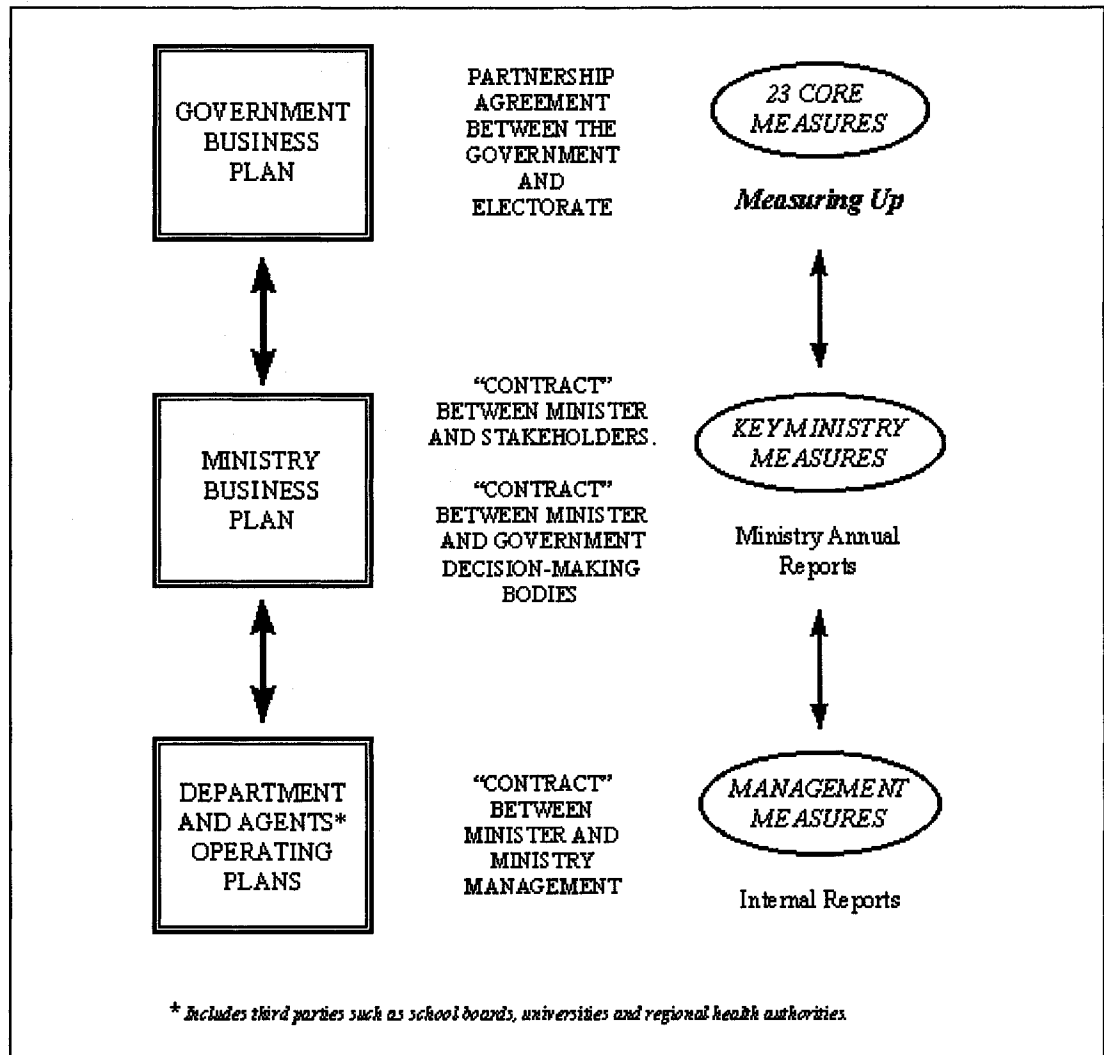 GOVERNMENT
BUSINESS
PLAN
PARTNERSHIP
AGREEMENT
BETWEEN THE
GOVERNMENT
AND
ELECTORATE
23 CORE
MEASURES
Measuring Up
MINISTRY
BUSINESS
PLAN
“CONTRACT”
BETWEEN MINISTER
AND STAKEHOLDERS.
“CONTRACT”
BETWEEN MINISTER
AND GOVERNMENT
DECISION-MAKING
BODIES
KEY MINISTRY
MEASURES
Ministry Annual
Reports
DEPARTMENT
AND AGENTS*
OPERATING
PLANS
“CONTRACT”
BETWEEN
MINISTER AND
MINISTRY
MANAGEMENT
MANAGEMENT
MEASURES
Internal Reports
* Includes third parties such as school boards, universities and regional health authorities.